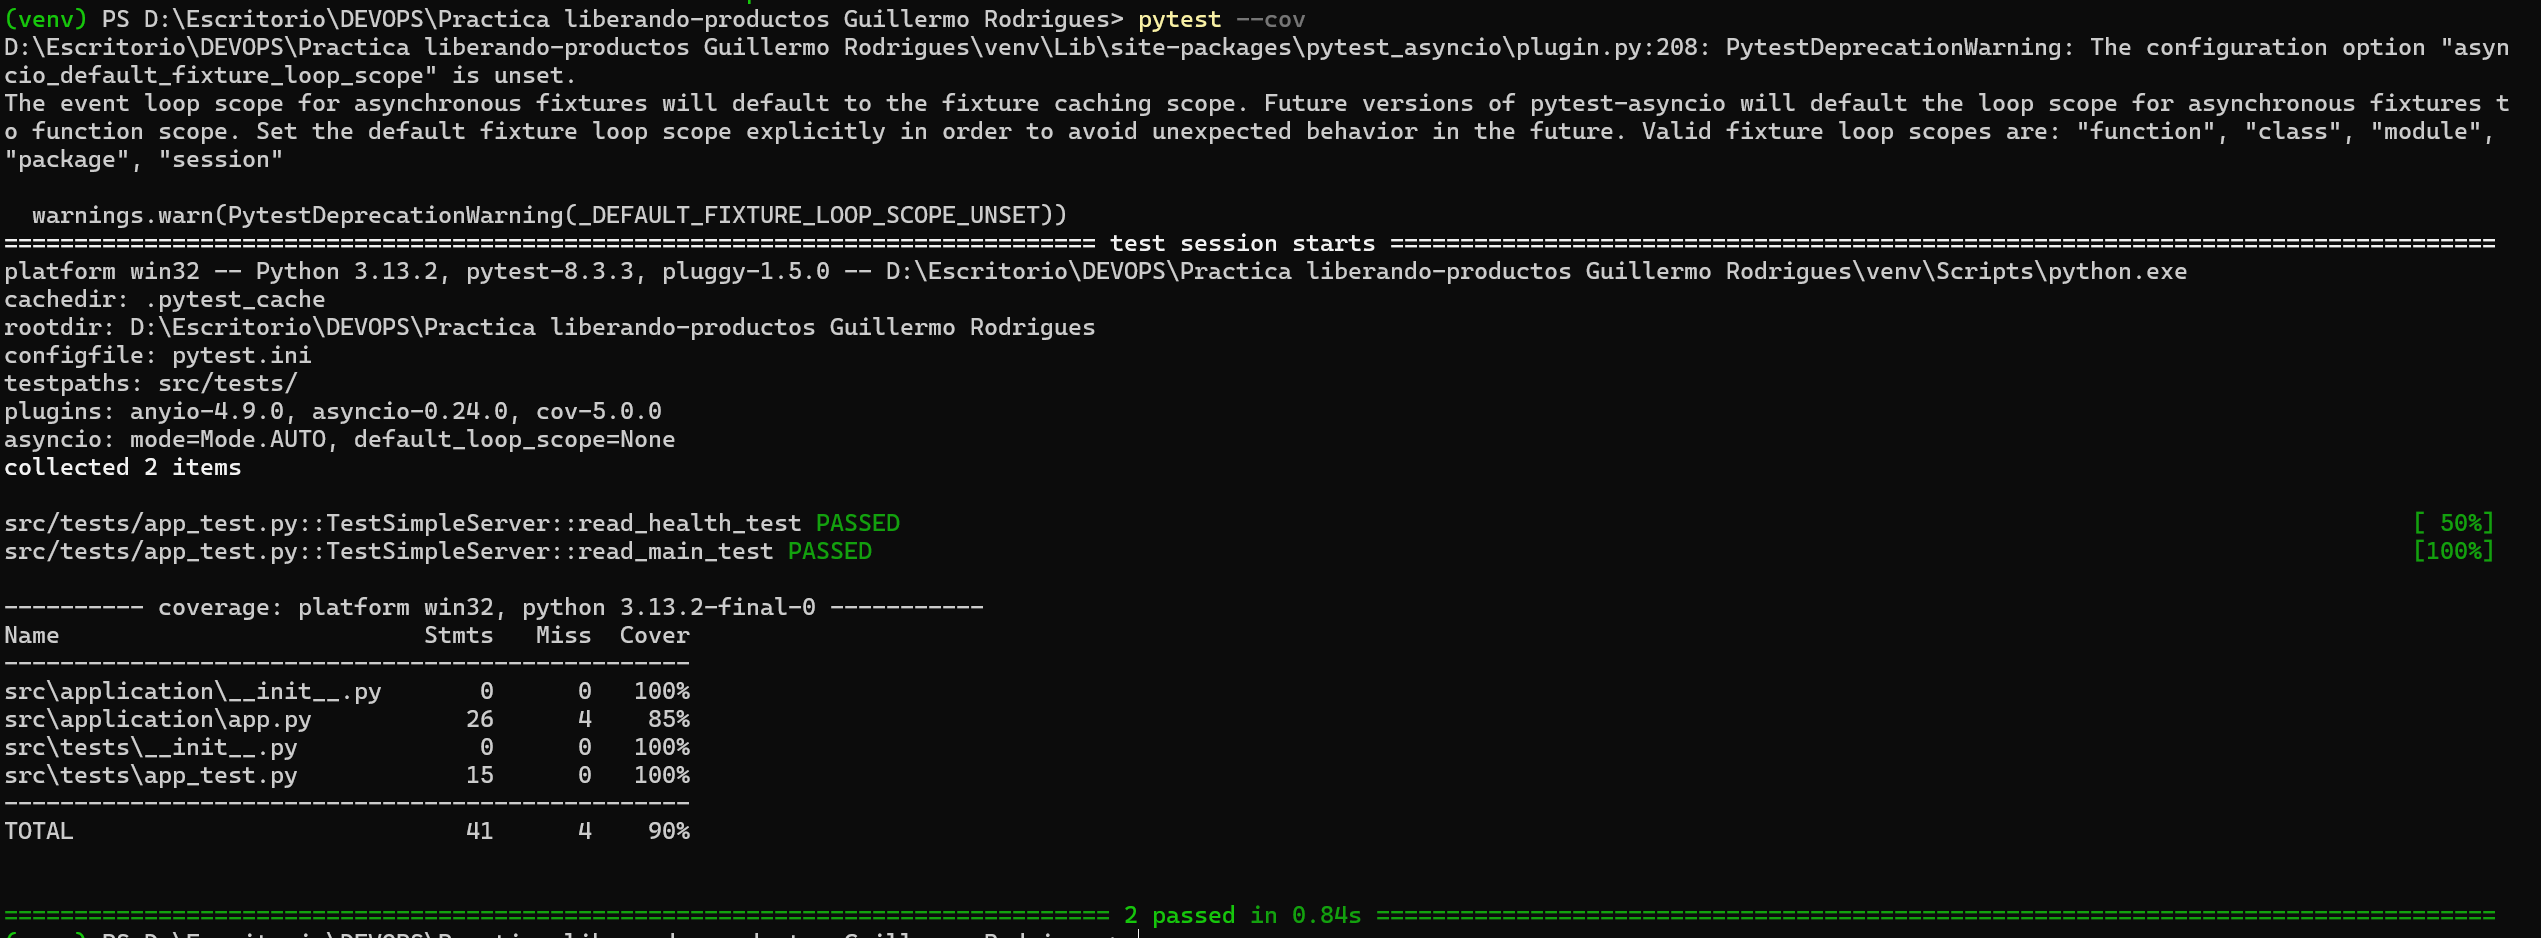 (venv) PS D:\Escritorio\DEVOPS\Practica liberando-productos Guillermo Rodrigues> pytest --cov
D:\Escritorio\DEVOPS\Practica liberando-productos Guillermo Rodrigues\venv\Lib\site-packages\pytest_asyncio\plugin.py:208: PytestDeprecationWarning: The configuration option "asyn
cio_default_fixture_loop_scope" is unset.
The event loop scope for asynchronous fixtures will default to the fixture caching scope. Future versions of pytest-asyncio will default the loop scope for asynchronous fixtures t
o function scope. Set the default fixture loop scope explicitly in order to avoid unexpected behavior in the future. Valid fixture loop scopes are: "function", "class", "module",
"package", "session"

  warnings.warn(PytestDeprecationWarning(_DEFAULT_FIXTURE_LOOP_SCOPE_UNSET))
============================================================================== test session starts ===============================================================================
platform win32 -- Python 3.13.2, pytest-8.3.3, pluggy-1.5.0 -- D:\Escritorio\DEVOPS\Practica liberando-productos Guillermo Rodrigues\venv\Scripts\python.exe
cachedir: .pytest_cache
rootdir: D:\Escritorio\DEVOPS\Practica liberando-productos Guillermo Rodrigues
configfile: pytest.ini
testpaths: src/tests/
plugins: anyio-4.9.0, asyncio-0.24.0, cov-5.0.0
asyncio: mode=Mode.AUTO, default_loop_scope=None
collected 2 items

src/tests/app_test.py::TestSimpleServer::read_health_test PASSED [ 50%]
src/tests/app_test.py::TestSimpleServer::read_main_test PASSED [100%]

---------- coverage: platform win32, python 3.13.2-final-0 -----------
Name                          Stmts   Miss  Cover
-------------------------------------------------
src\application\__init__.py       0      0   100%
src\application\app.py           26      4    85%
src\tests\__init__.py             0      0   100%
src\tests\app_test.py            15      0   100%
-------------------------------------------------
TOTAL                            41      4    90%

=============================================================================== 2 passed in 0.84s ================================================================================
(venv) PS D:\Escritorio\DEVOPS\Practica liberando-productos Guillermo Rodrigues>